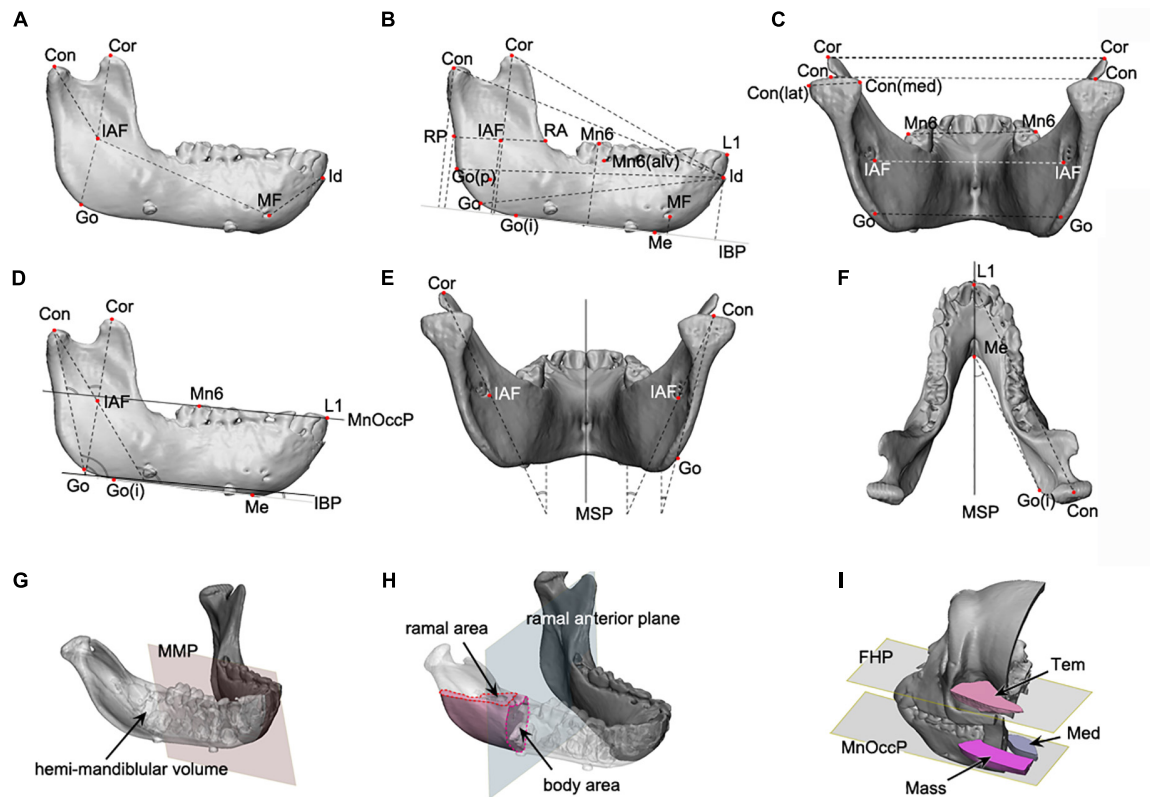 A
Con
Cor
IAF
Id
MF
Go
B
Cor
Con
RP
IAF
RA
Mn6
L1
Mn6(alv)
Go(p)
Id
Go
MF
Go(i)
Me
IBP
C
Cor
Cor
Con
Con
Con(lat)
Con(med)
Mn6
Mn6
IAF
IAF
Go
Go
D
Con
Cor
IAF
Mn6
L1
MnOccP
Go
Go(i)
Me
IBP
E
Cor
Con
IAF
IAF
Go
MSP
F
L1
Me
Go(i)
Con
MSP
G
MMP
hemi-mandiblular volume
H
ramal anterior plane
ramal area
body area
I
FHP
Tem
Med
MnOccP
Mass